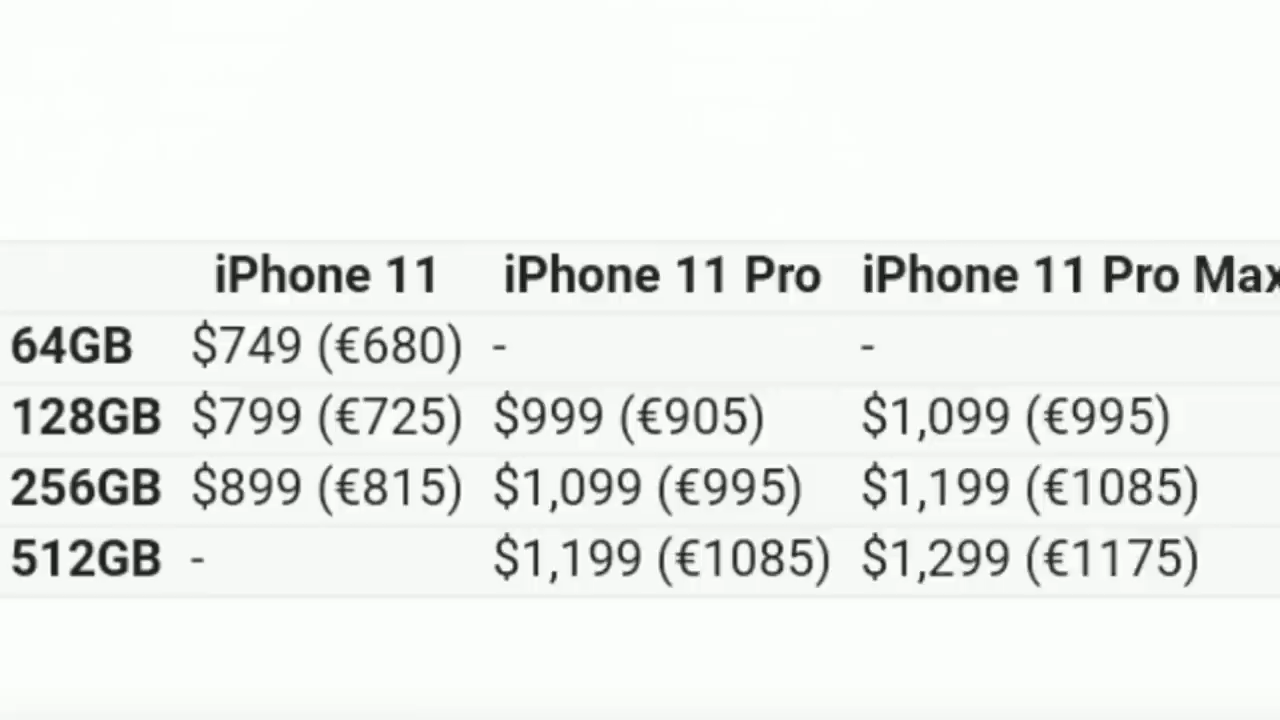 iPhone 11 iPhone 11 Pro iPhone 11 Pro Max
64GB $749 (€680) - -
128GB $799 (€725) $999 (€905) $1,099 (€995)
256GB $899 (€815) $1,099 (€995) $1,199 (€1085)
512GB - $1,199 (€1085) $1,299 (€1175)